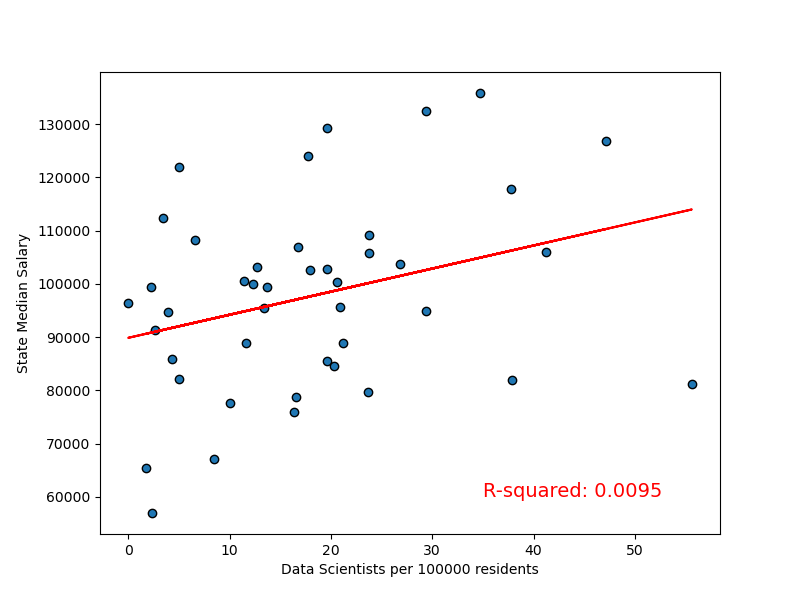 130000
120000
110000
100000
90000
80000
70000
60000
State Median Salary
R-squared: 0.0095
0 10 20 30 40 50
Data Scientists per 100000 residents